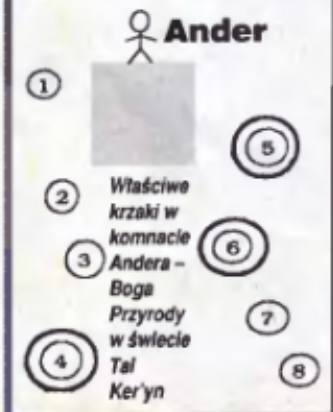 Ander
1
5
2
Właściwe
krzaki w
komnacie
6
3
Andera –
Boga
Przyrody
7
w świecie
4
Tal
8
Ker'yn